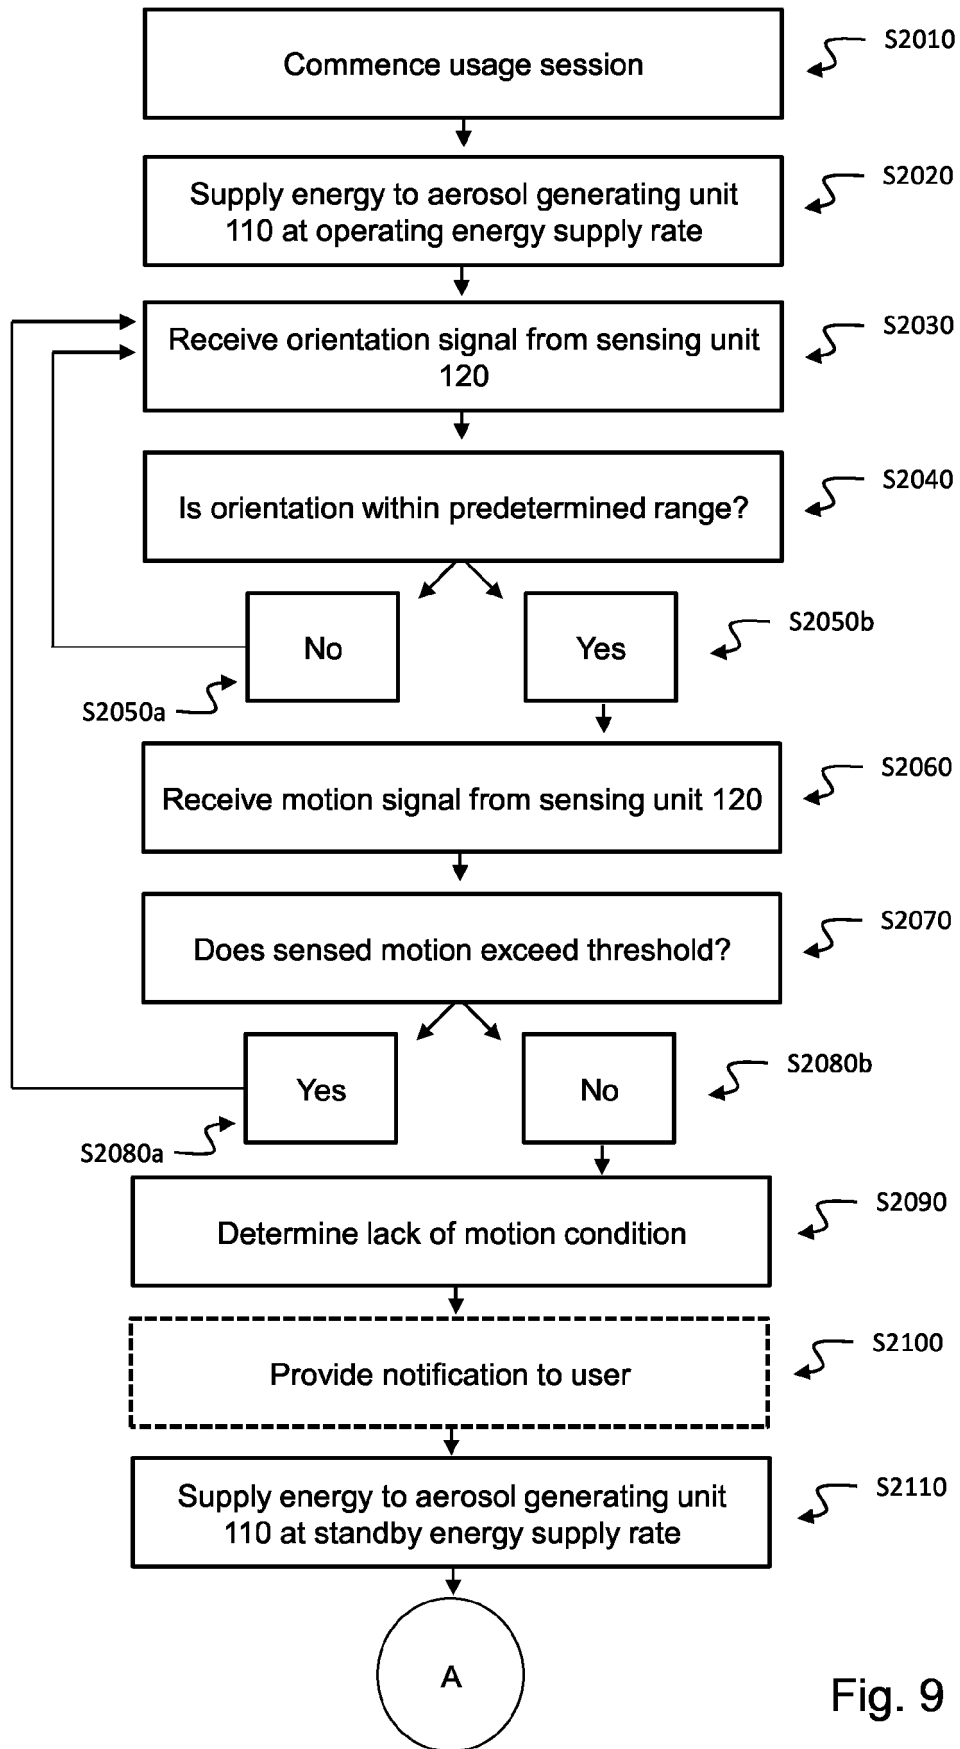 Commence usage session
S2010
Supply energy to aerosol generating unit
110 at operating energy supply rate
S2020
Receive orientation signal from sensing unit
120
S2030
Is orientation within predetermined range?
S2040
No
Yes
S2050b
S2050a
Receive motion signal from sensing unit 120
S2060
Does sensed motion exceed threshold?
S2070
Yes
No
S2080b
S2080a
Determine lack of motion condition
S2090
Provide notification to user
S2100
Supply energy to aerosol generating unit
110 at standby energy supply rate
S2110
A
Fig. 9